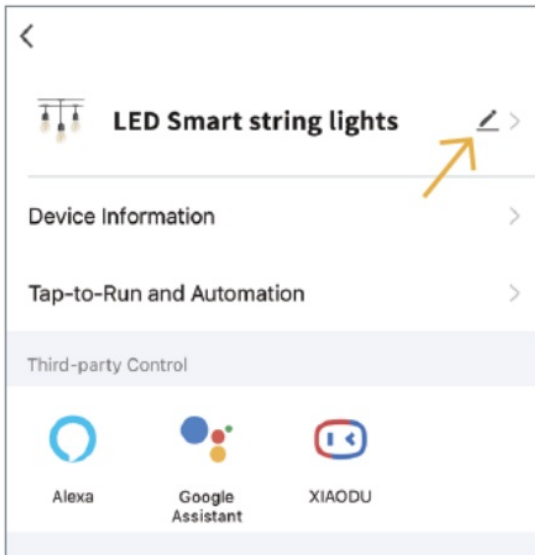 LED Smart string lights
Device Information
Tap-to-Run and Automation
Third-party Control
Alexa
Google
Assistant
XIAODU